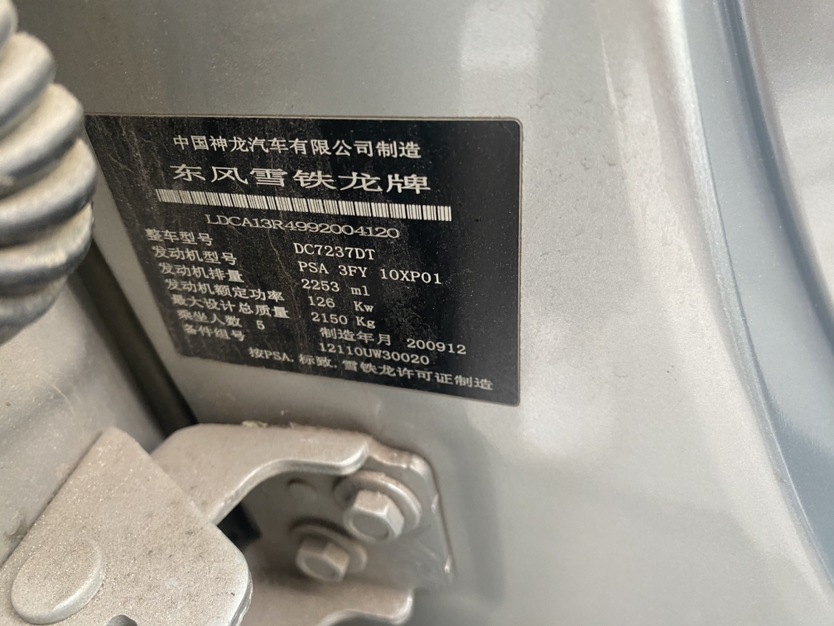 中国神龙汽车有限公司制造
东风雪铁龙牌
LDCA13R4992004120
整车型号 DC7237DT
发动机型号 PSA 3FY 10XP01
发动机排量 2253 ml
发动机额定功率 126 Kw
最大设计总质量 2150 Kg
乘坐人数 5 制造年月 200912
备件组号 12110UW30020
按PSA.标致.雪铁龙许可证制造